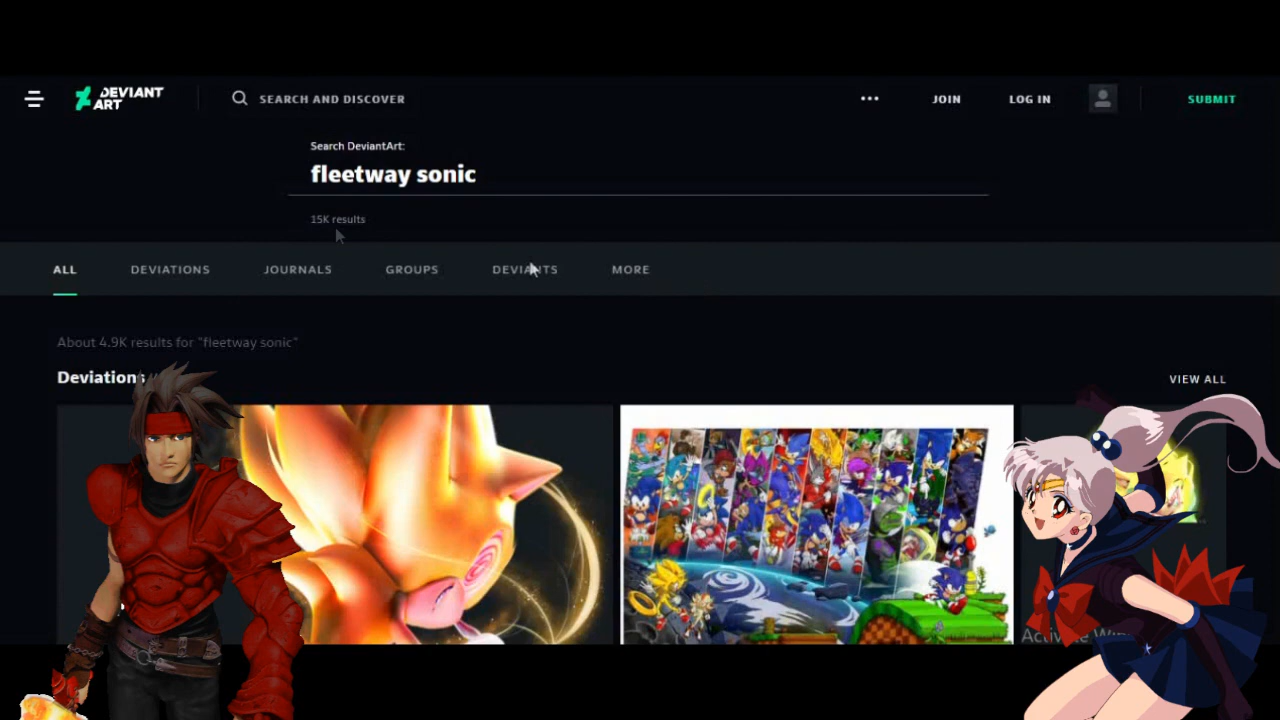 DEVIANT
ART
SEARCH AND DISCOVER
JOIN
LOG IN
SUBMIT
Search DeviantArt:
fleetway sonic
15K results
ALL
DEVIATIONS
JOURNALS
GROUPS
DEVIANTS
MORE
About 4.9K results for "fleetway sonic"
Deviations
VIEW ALL